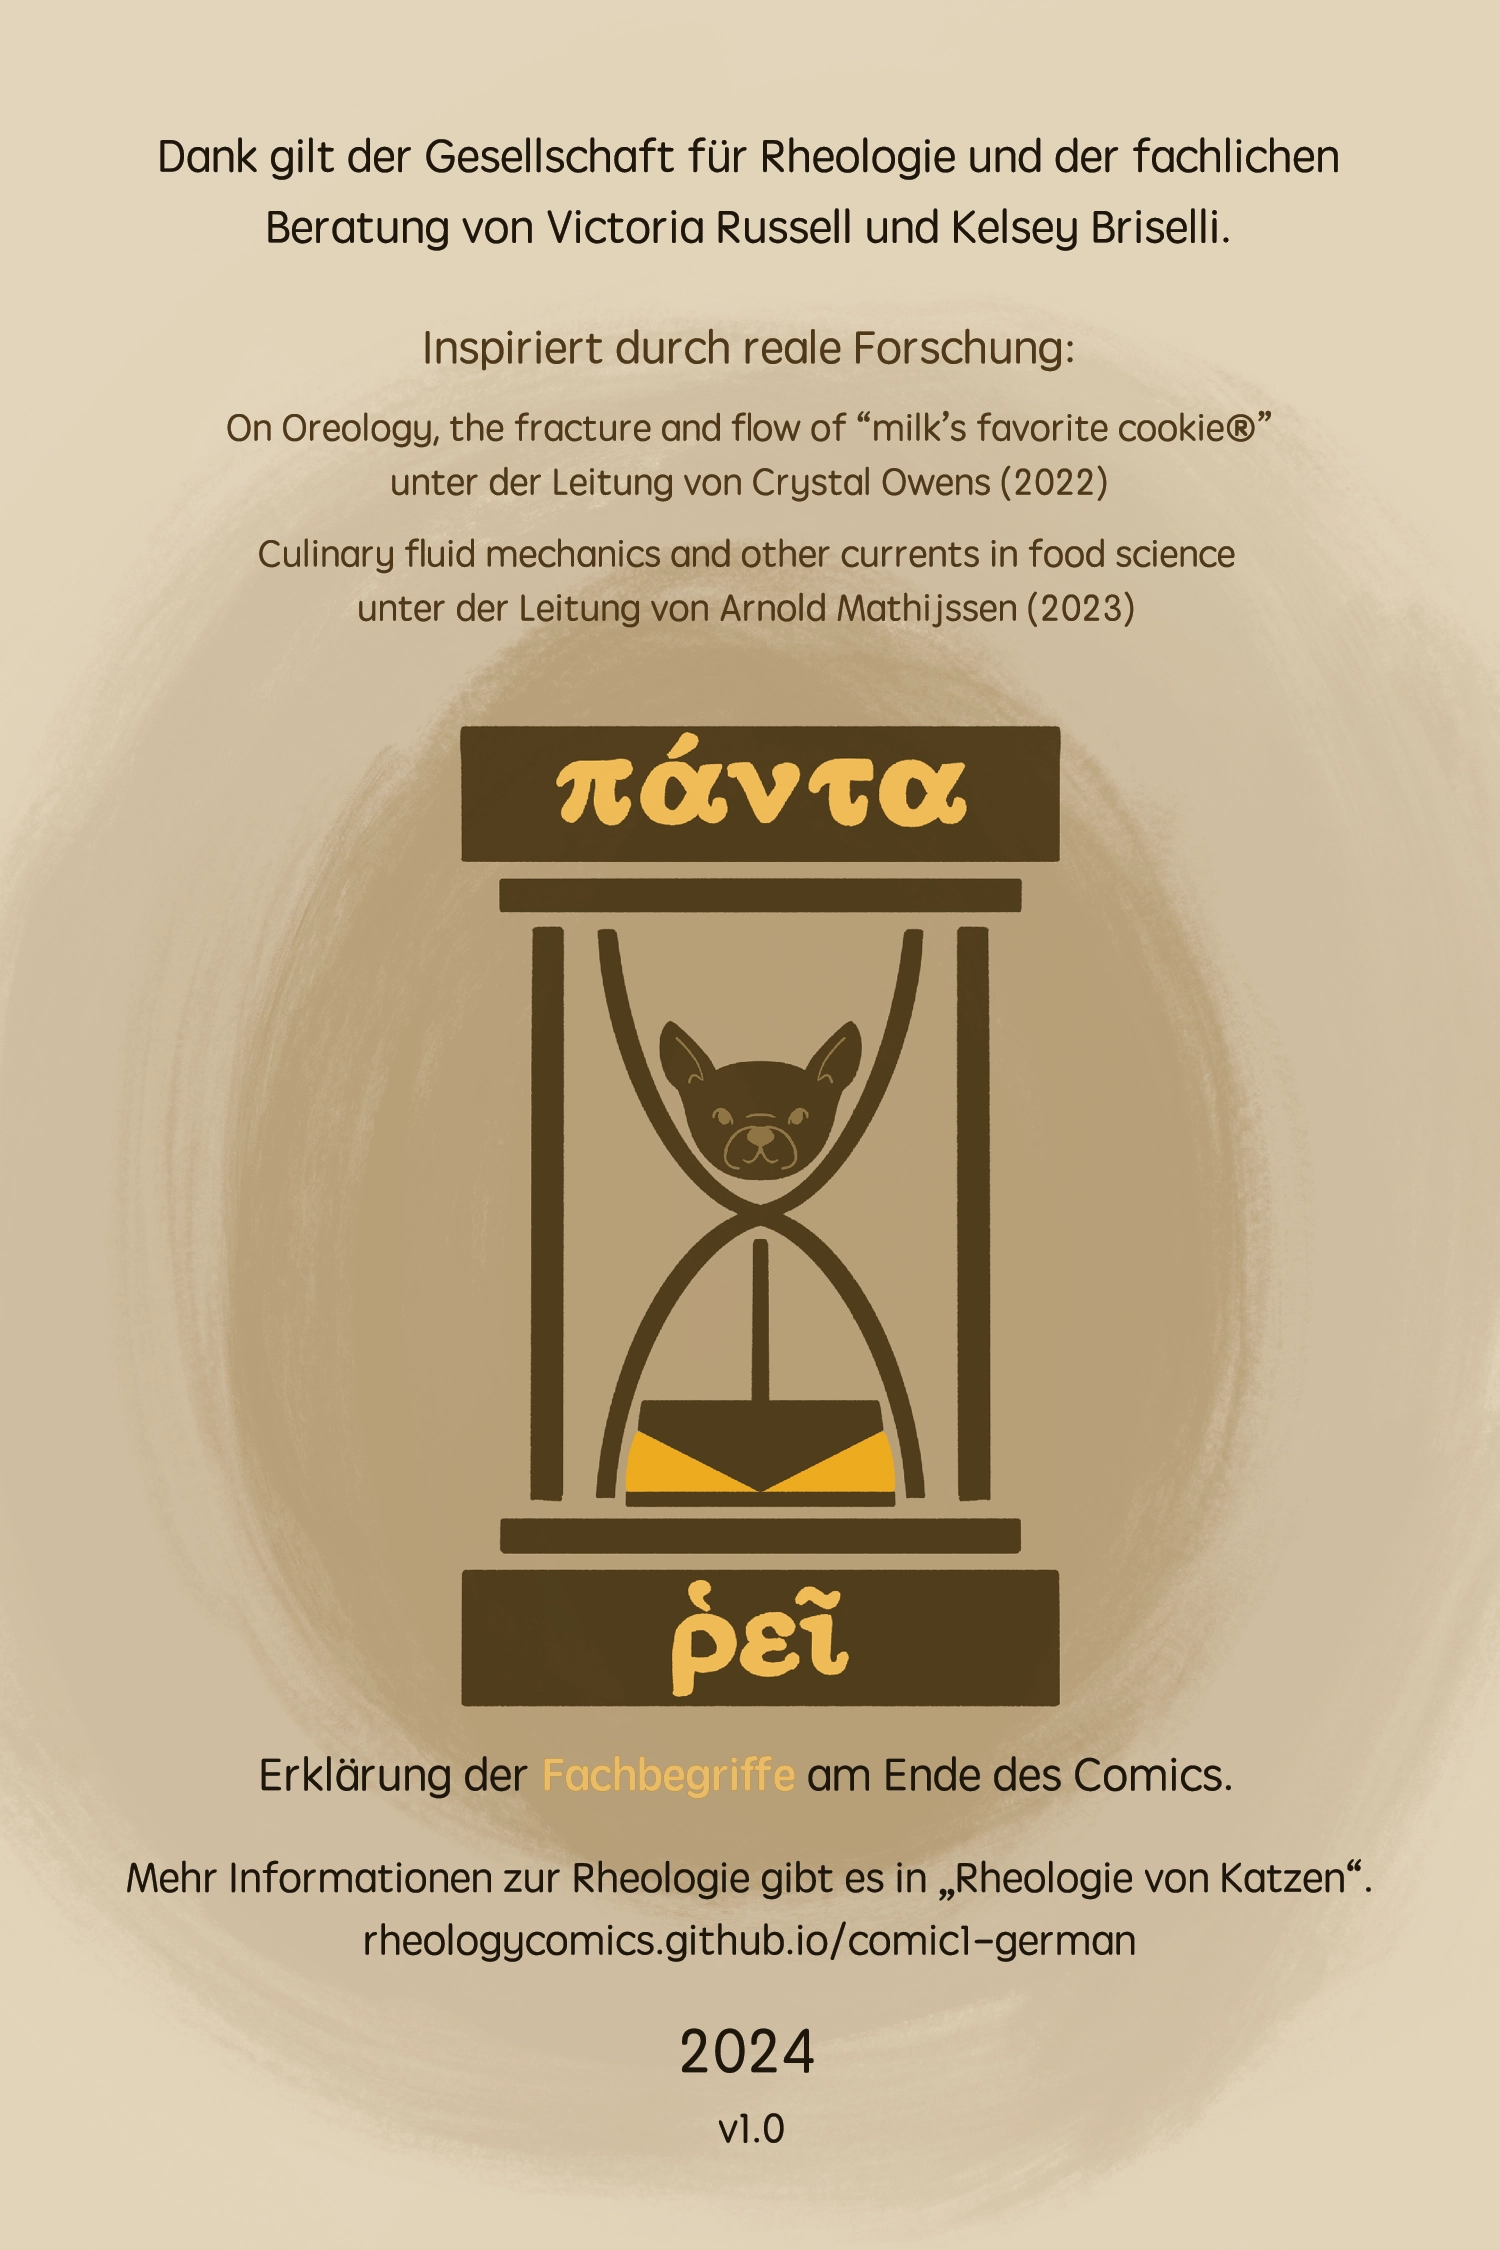 Dank gilt der Gesellschaft für Rheologie und der fachlichen
Beratung von Victoria Russell und Kelsey Briselli.
Inspiriert durch reale Forschung:
On Oreology, the fracture and flow of “milk’s favorite cookie®”
unter der Leitung von Crystal Owens (2022)
Culinary fluid mechanics and other currents in food science
unter der Leitung von Arnold Mathijssen (2023)
πάντα
ῥεῖ
Erklärung der Fachbegriffe am Ende des Comics.
Mehr Informationen zur Rheologie gibt es in „Rheologie von Katzen“.
rheologycomics.github.io/comic1-german
2024
v1.0